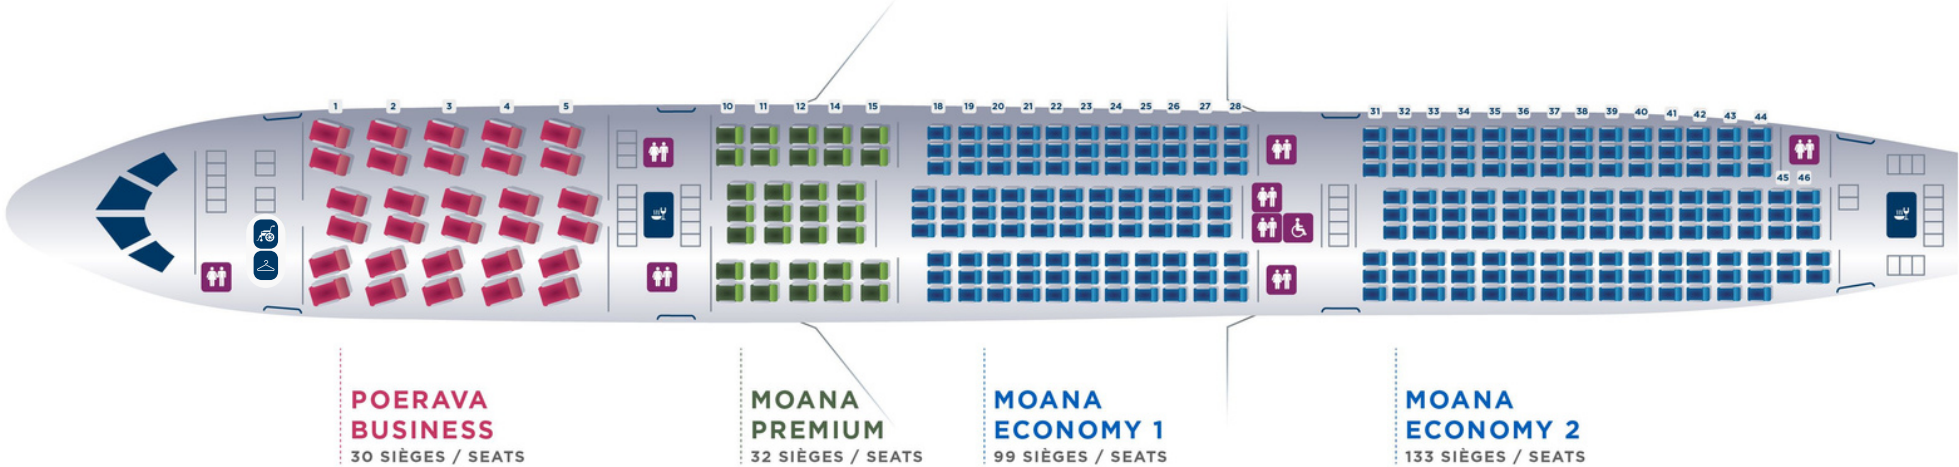 1 2 3 4 5 10 11 12 14 15 18 19 20 21 22 23 24 25 26 27 28 31 32 33 34 35 36 37 38 39 40 41 42 43 44
45 46
POERAVA
BUSINESS
30 SIÈGES / SEATS
MOANA
PREMIUM
32 SIÈGES / SEATS
MOANA
ECONOMY 1
99 SIÈGES / SEATS
MOANA
ECONOMY 2
133 SIÈGES / SEATS